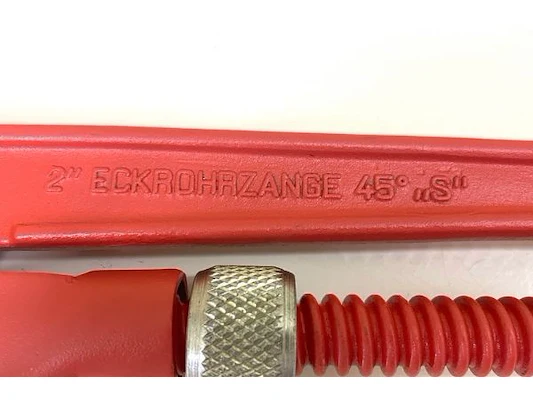 2" ECKROHRZANGE 45° „S"